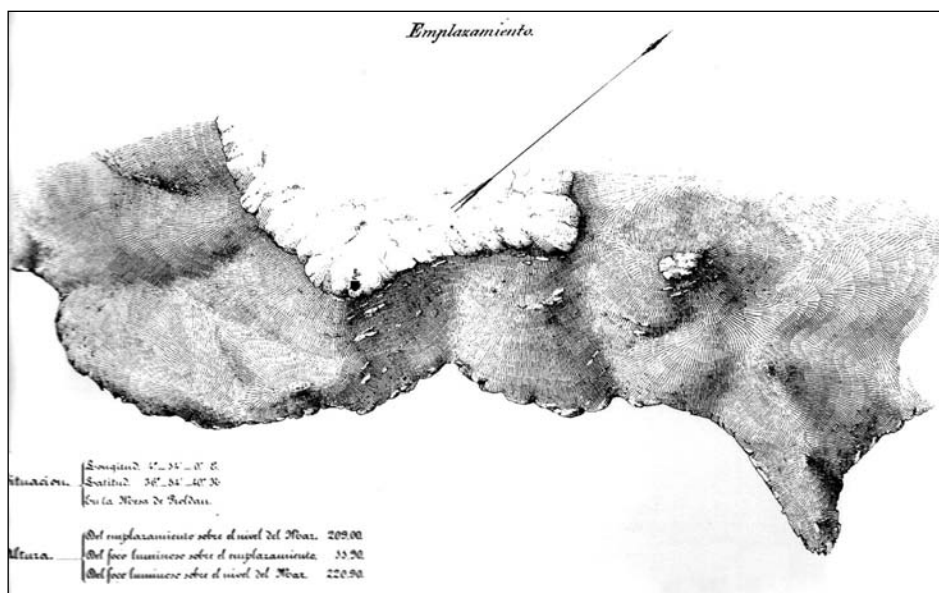 Emplazamiento.
Longitud.
ituacion. Latitud.
En la Mesa de Roldan.
Del emplazamiento sobre el nivel del Mar. 209.00.
ltura. Del foco luminoso sobre el emplazamiento.
Del foco luminoso sobre el nivel del Mar. 220.90.